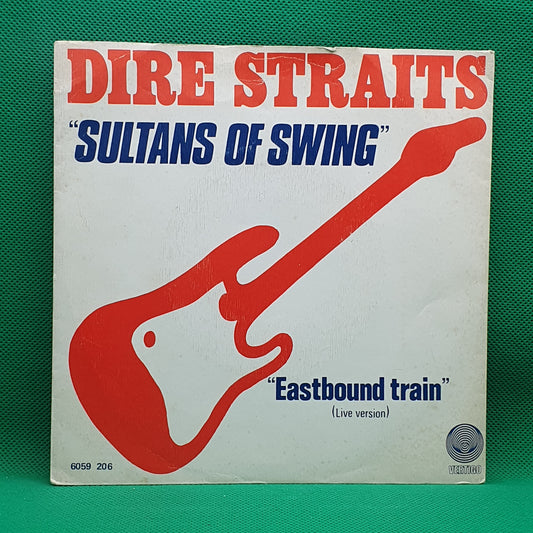 DIRE STRAITS
“SULTANS OF SWING”
“Eastbound train”
(Live version)
6059 206
VERTIGO